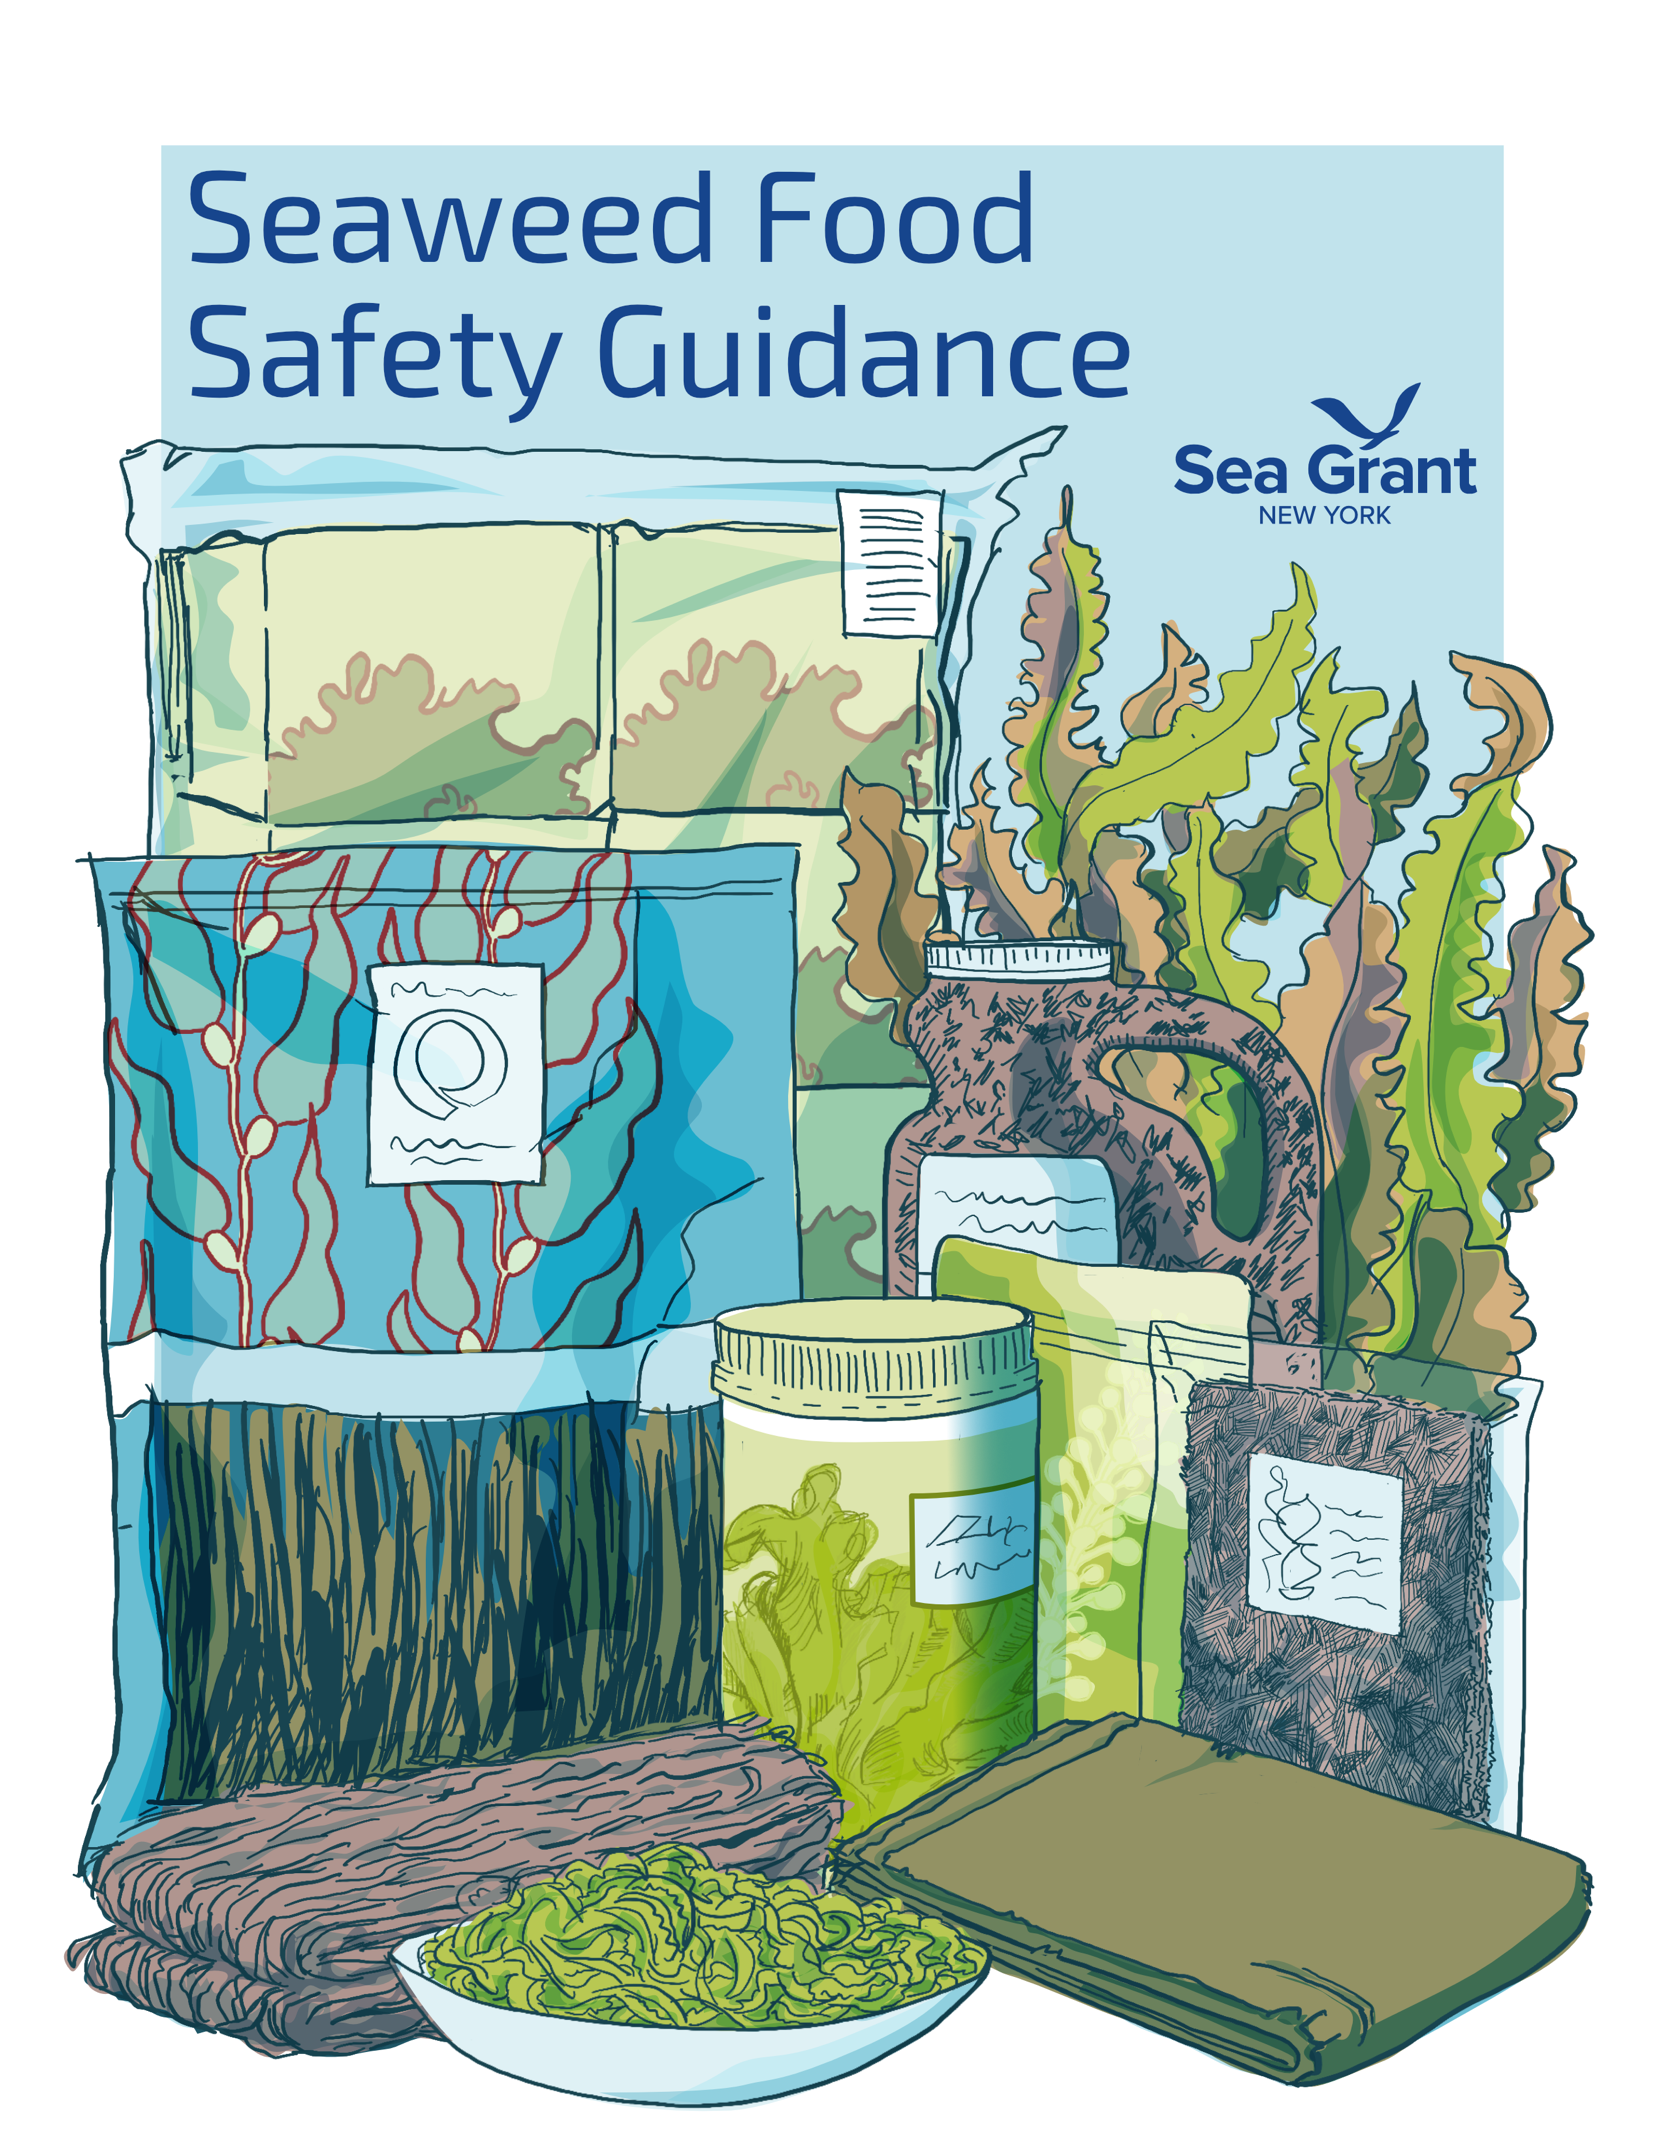 Seaweed Food
Safety Guidance
Sea Grant
NEW YORK